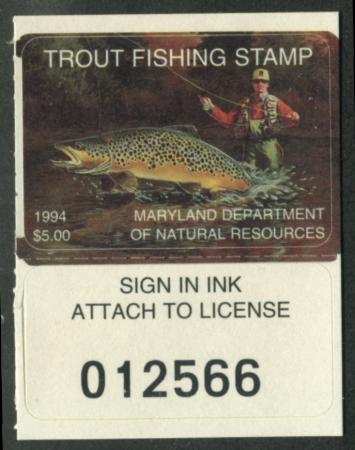 TROUT FISHING STAMP
1994
$5.00
MARYLAND DEPARTMENT
OF NATURAL RESOURCES
SIGN IN INK
ATTACH TO LICENSE
012566